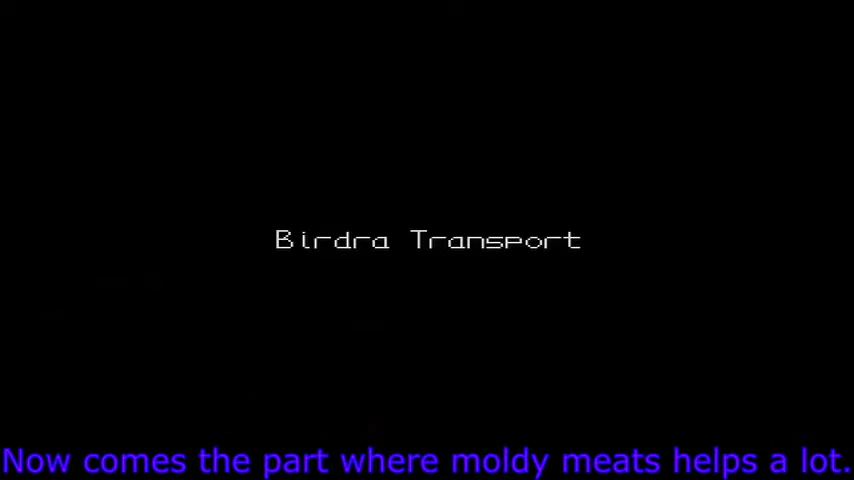 Birdra Transport
Now comes the part where moldy meats helps a lot.